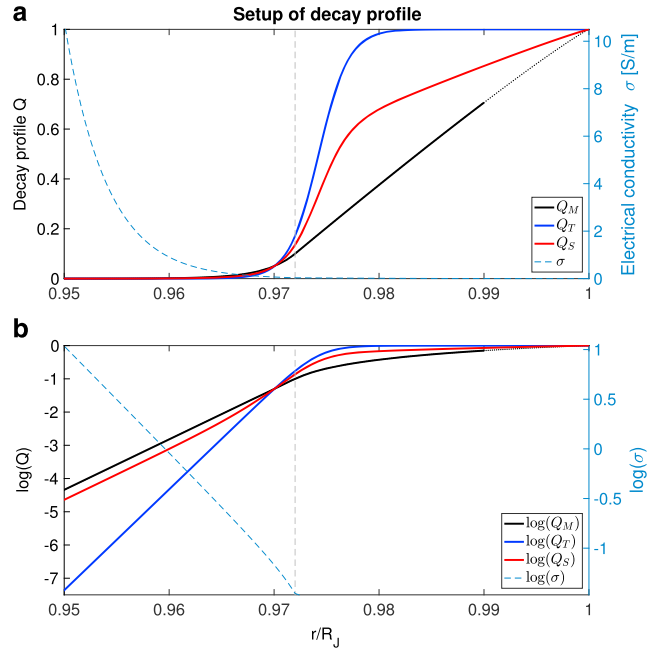 a
Setup of decay profile
1
0.8
0.6
0.4
0.2
0
Decay profile Q
10
8
6
4
2
0
Electrical conductivity σ [S/m]
Q_M
Q_T
Q_S
σ
0.95 0.96 0.97 0.98 0.99 1
b
0
-1
-2
-3
-4
-5
-6
-7
log(Q)
1
0.5
0
-0.5
-1
log(σ)
log(Q_M)
log(Q_T)
log(Q_S)
log(σ)
0.95 0.96 0.97 0.98 0.99 1
r/R_J